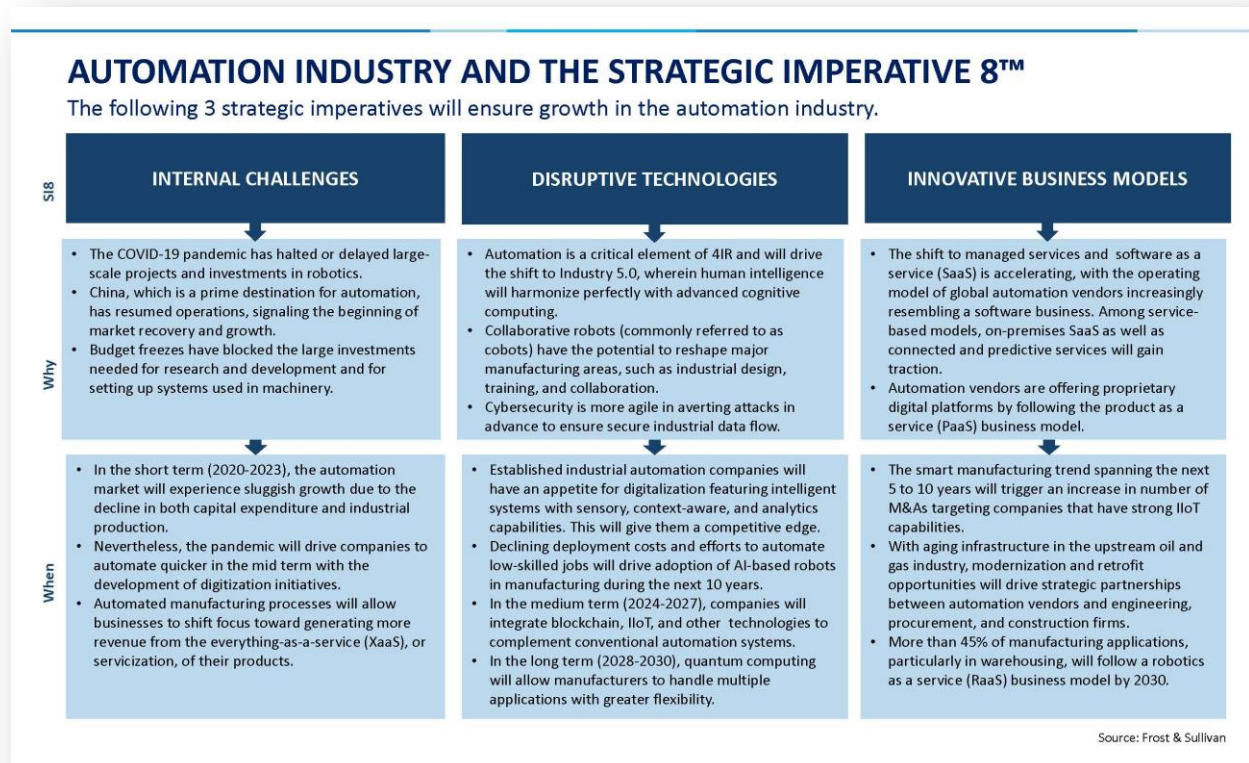 AUTOMATION INDUSTRY AND THE STRATEGIC IMPERATIVE 8™
The following 3 strategic imperatives will ensure growth in the automation industry.
SI8
INTERNAL CHALLENGES
DISRUPTIVE TECHNOLOGIES
INNOVATIVE BUSINESS MODELS
Why
• The COVID-19 pandemic has halted or delayed large-
scale projects and investments in robotics.
• China, which is a prime destination for automation,
has resumed operations, signaling the beginning of
market recovery and growth.
• Budget freezes have blocked the large investments
needed for research and development and for
setting up systems used in machinery.
• Automation is a critical element of 4IR and will drive
the shift to Industry 5.0, wherein human intelligence
will harmonize perfectly with advanced cognitive
computing.
• Collaborative robots (commonly referred to as
cobots) have the potential to reshape major
manufacturing areas, such as industrial design,
training, and collaboration.
• Cybersecurity is more agile in averting attacks in
advance to ensure secure industrial data flow.
• The shift to managed services and software as a
service (SaaS) is accelerating, with the operating
model of global automation vendors increasingly
resembling a software business. Among service-
based models, on-premises SaaS as well as
connected and predictive services will gain
traction.
• Automation vendors are offering proprietary
digital platforms by following the product as a
service (PaaS) business model.
When
• In the short term (2020-2023), the automation
market will experience sluggish growth due to the
decline in both capital expenditure and industrial
production.
• Nevertheless, the pandemic will drive companies to
automate quicker in the mid term with the
development of digitization initiatives.
• Automated manufacturing processes will allow
businesses to shift focus toward generating more
revenue from the everything-as-a-service (XaaS), or
servicization, of their products.
• Established industrial automation companies will
have an appetite for digitalization featuring intelligent
systems with sensory, context-aware, and analytics
capabilities. This will give them a competitive edge.
• Declining deployment costs and efforts to automate
low-skilled jobs will drive adoption of AI-based robots
in manufacturing during the next 10 years.
• In the medium term (2024-2027), companies will
integrate blockchain, IIoT, and other technologies to
complement conventional automation systems.
• In the long term (2028-2030), quantum computing
will allow manufacturers to handle multiple
applications with greater flexibility.
• The smart manufacturing trend spanning the next
5 to 10 years will trigger an increase in number of
M&As targeting companies that have strong IIoT
capabilities.
• With aging infrastructure in the upstream oil and
gas industry, modernization and retrofit
opportunities will drive strategic partnerships
between automation vendors and engineering,
procurement, and construction firms.
• More than 45% of manufacturing applications,
particularly in warehousing, will follow a robotics
as a service (RaaS) business model by 2030.
Source: Frost & Sullivan